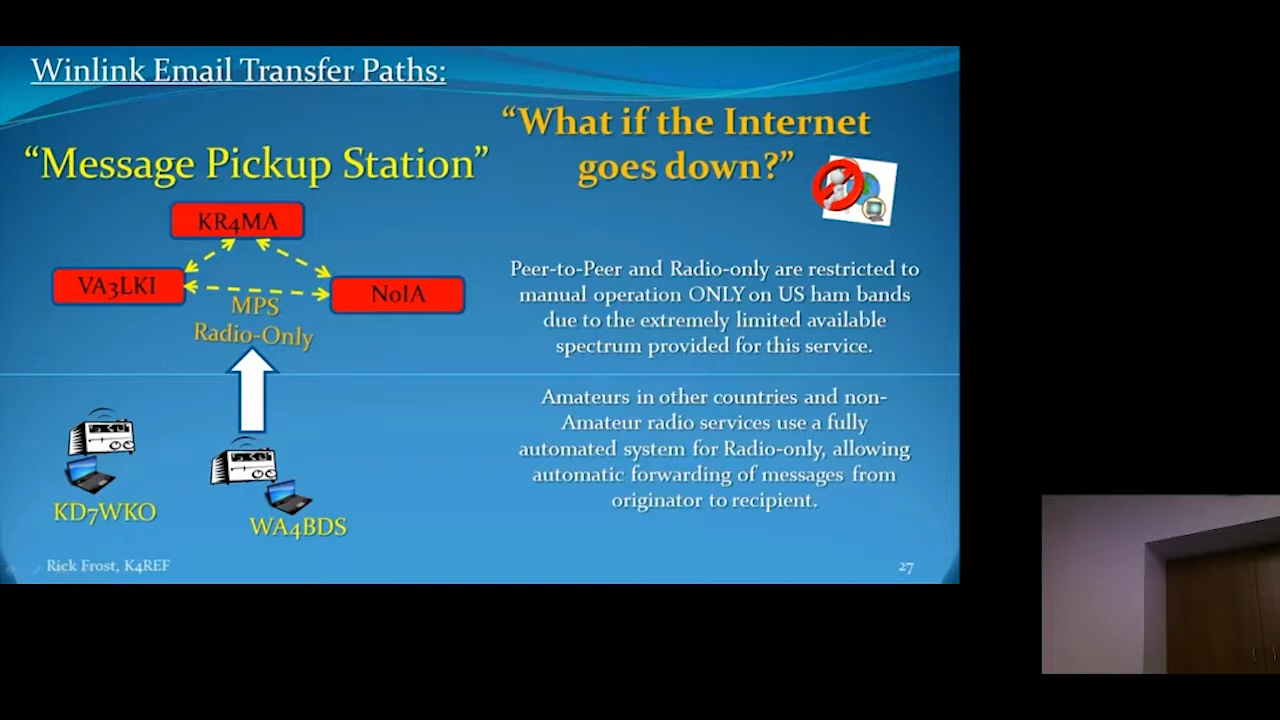 Winlink Email Transfer Paths:
“What if the Internet
goes down?”
“Message Pickup Station”
KR4MA
VA3LKI
N0IA
MPS
Radio-Only
KD7WKO
WA4BDS
Peer-to-Peer and Radio-only are restricted to
manual operation ONLY on US ham bands
due to the extremely limited available
spectrum provided for this service.
Amateurs in other countries and non-
Amateur radio services use a fully
automated system for Radio-only, allowing
automatic forwarding of messages from
originator to recipient.
Rick Frost, K4REF
27